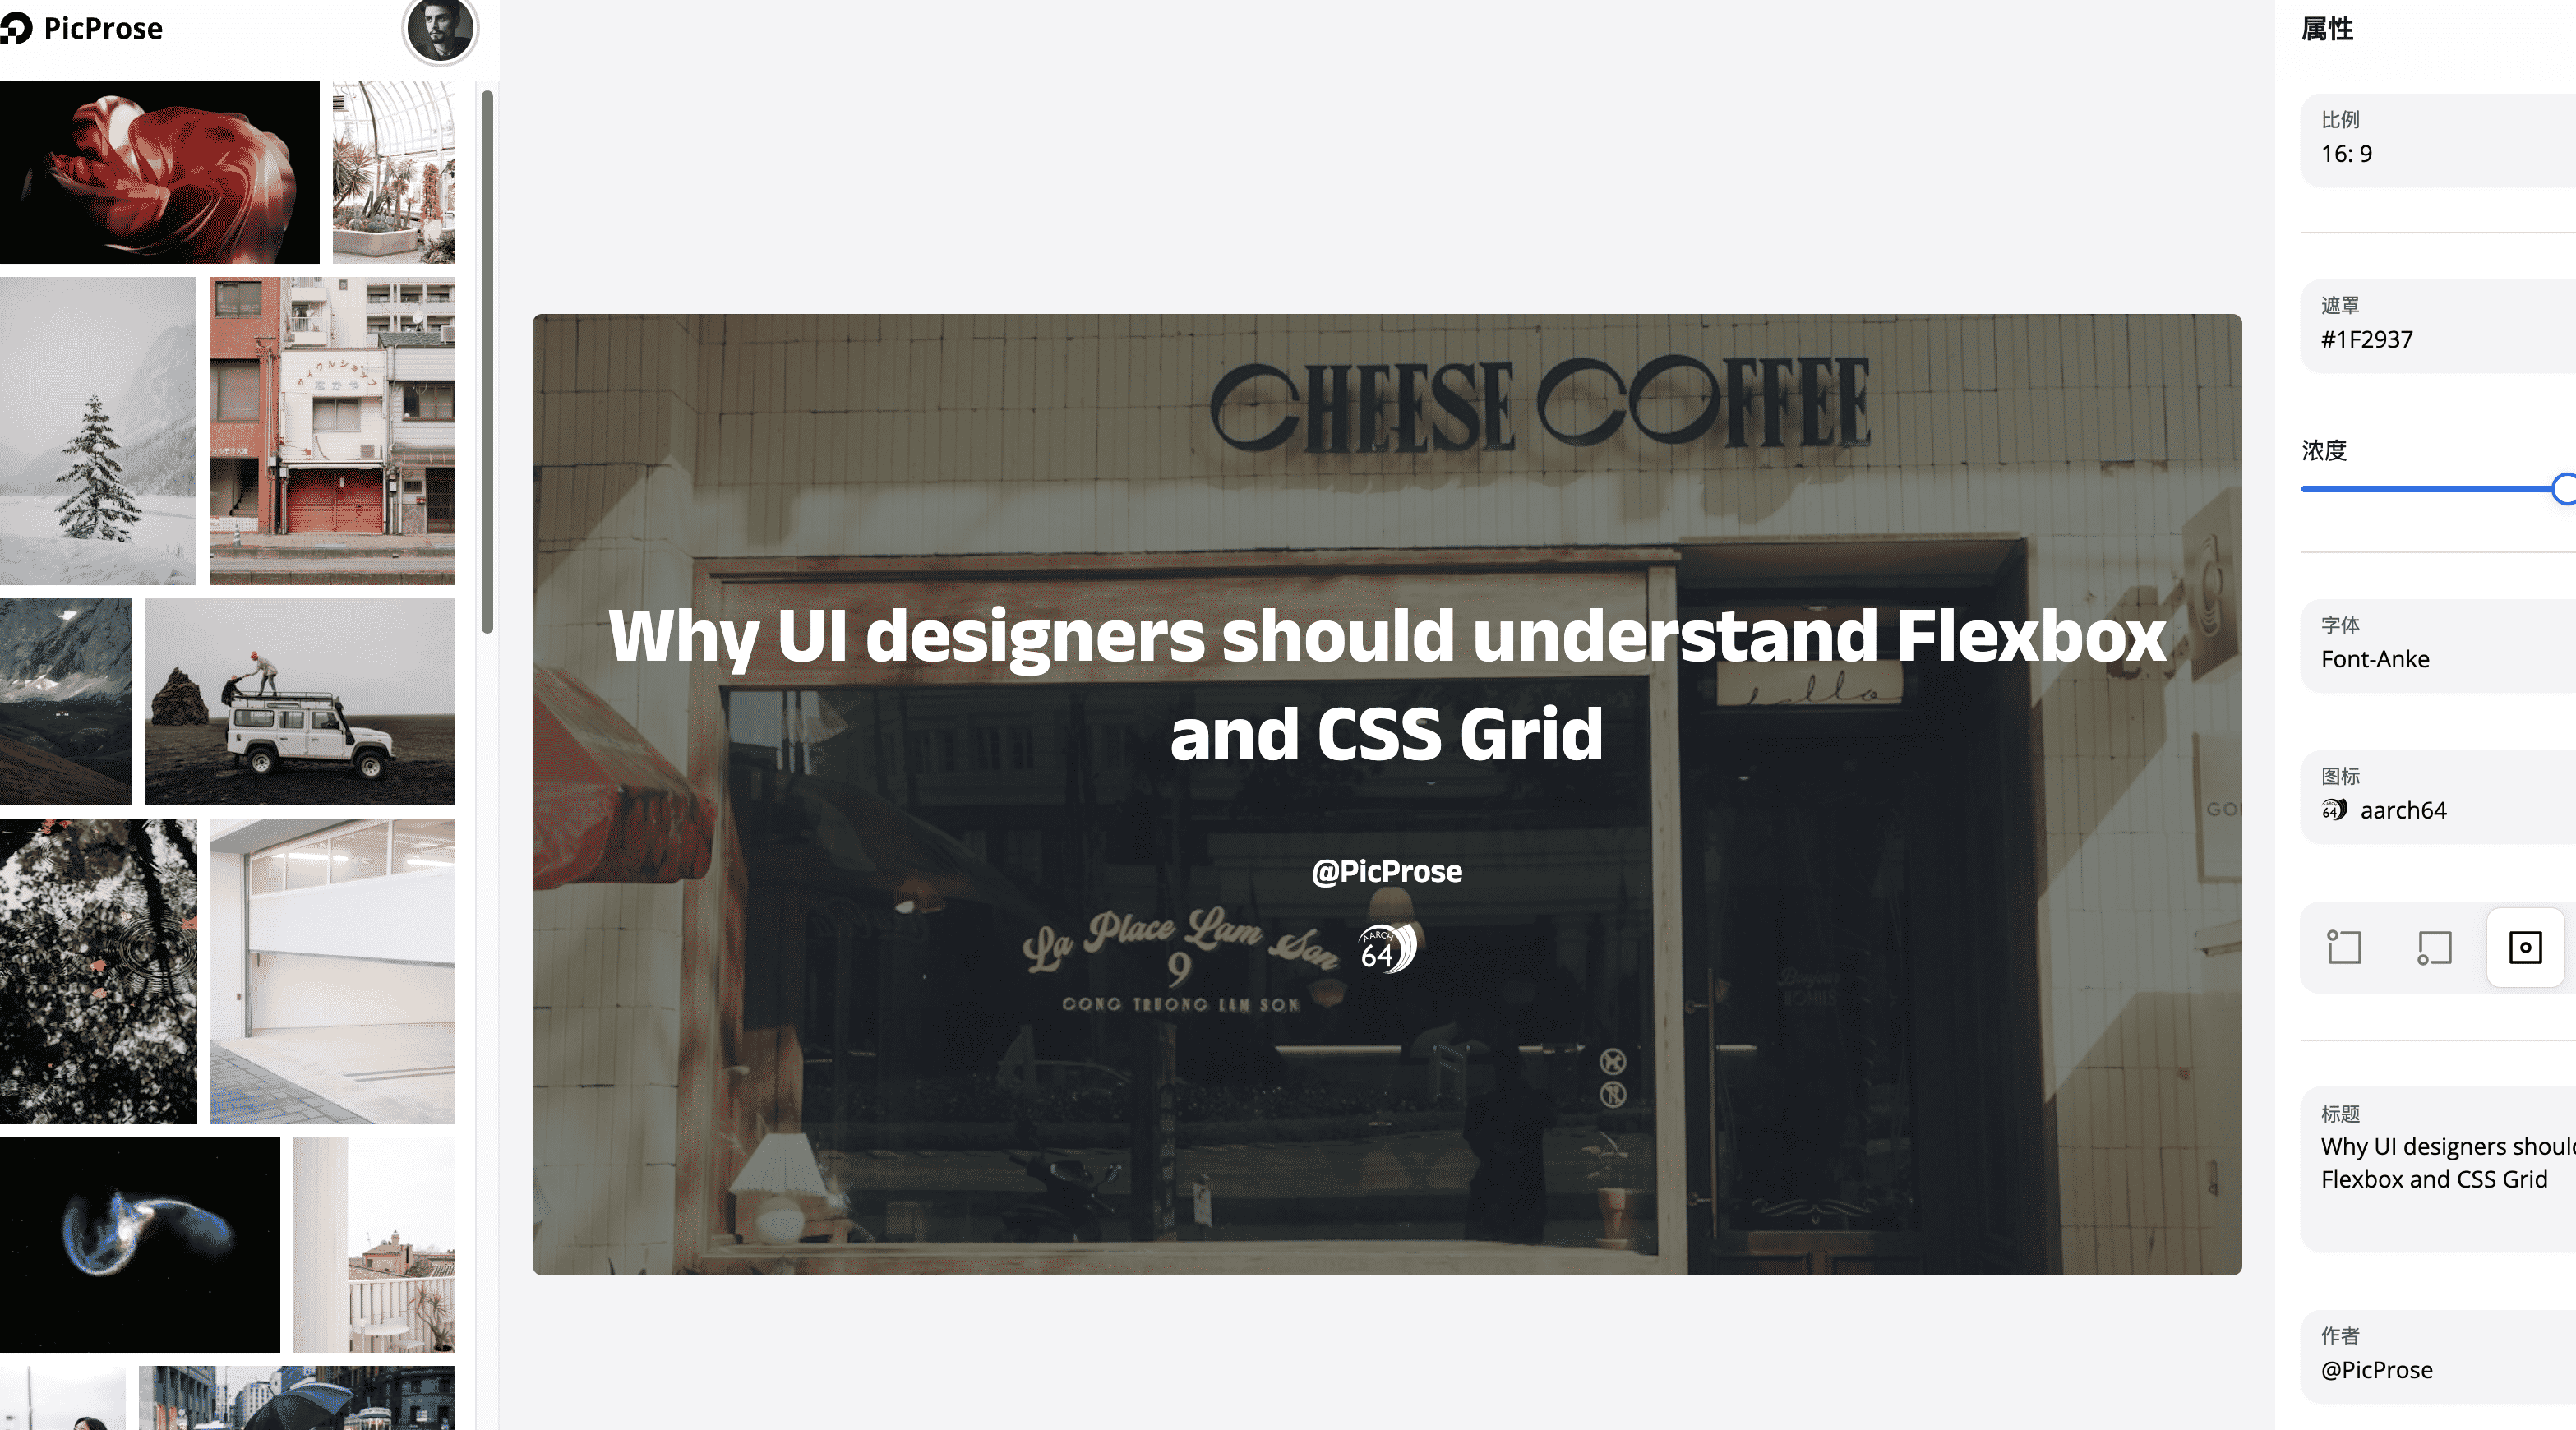 PicProse
CHEESE COFFEE
Why UI designers should understand Flexbox
and CSS Grid
hello
@PicProse
La Place Lam Son
9
AARCH
64
CONG TRUONG LAM SON
属性
比例
16: 9
遮罩
#1F2937
浓度
字体
Font-Anke
图标
aarch64
标题
Why UI designers should
Flexbox and CSS Grid
作者
@PicProse